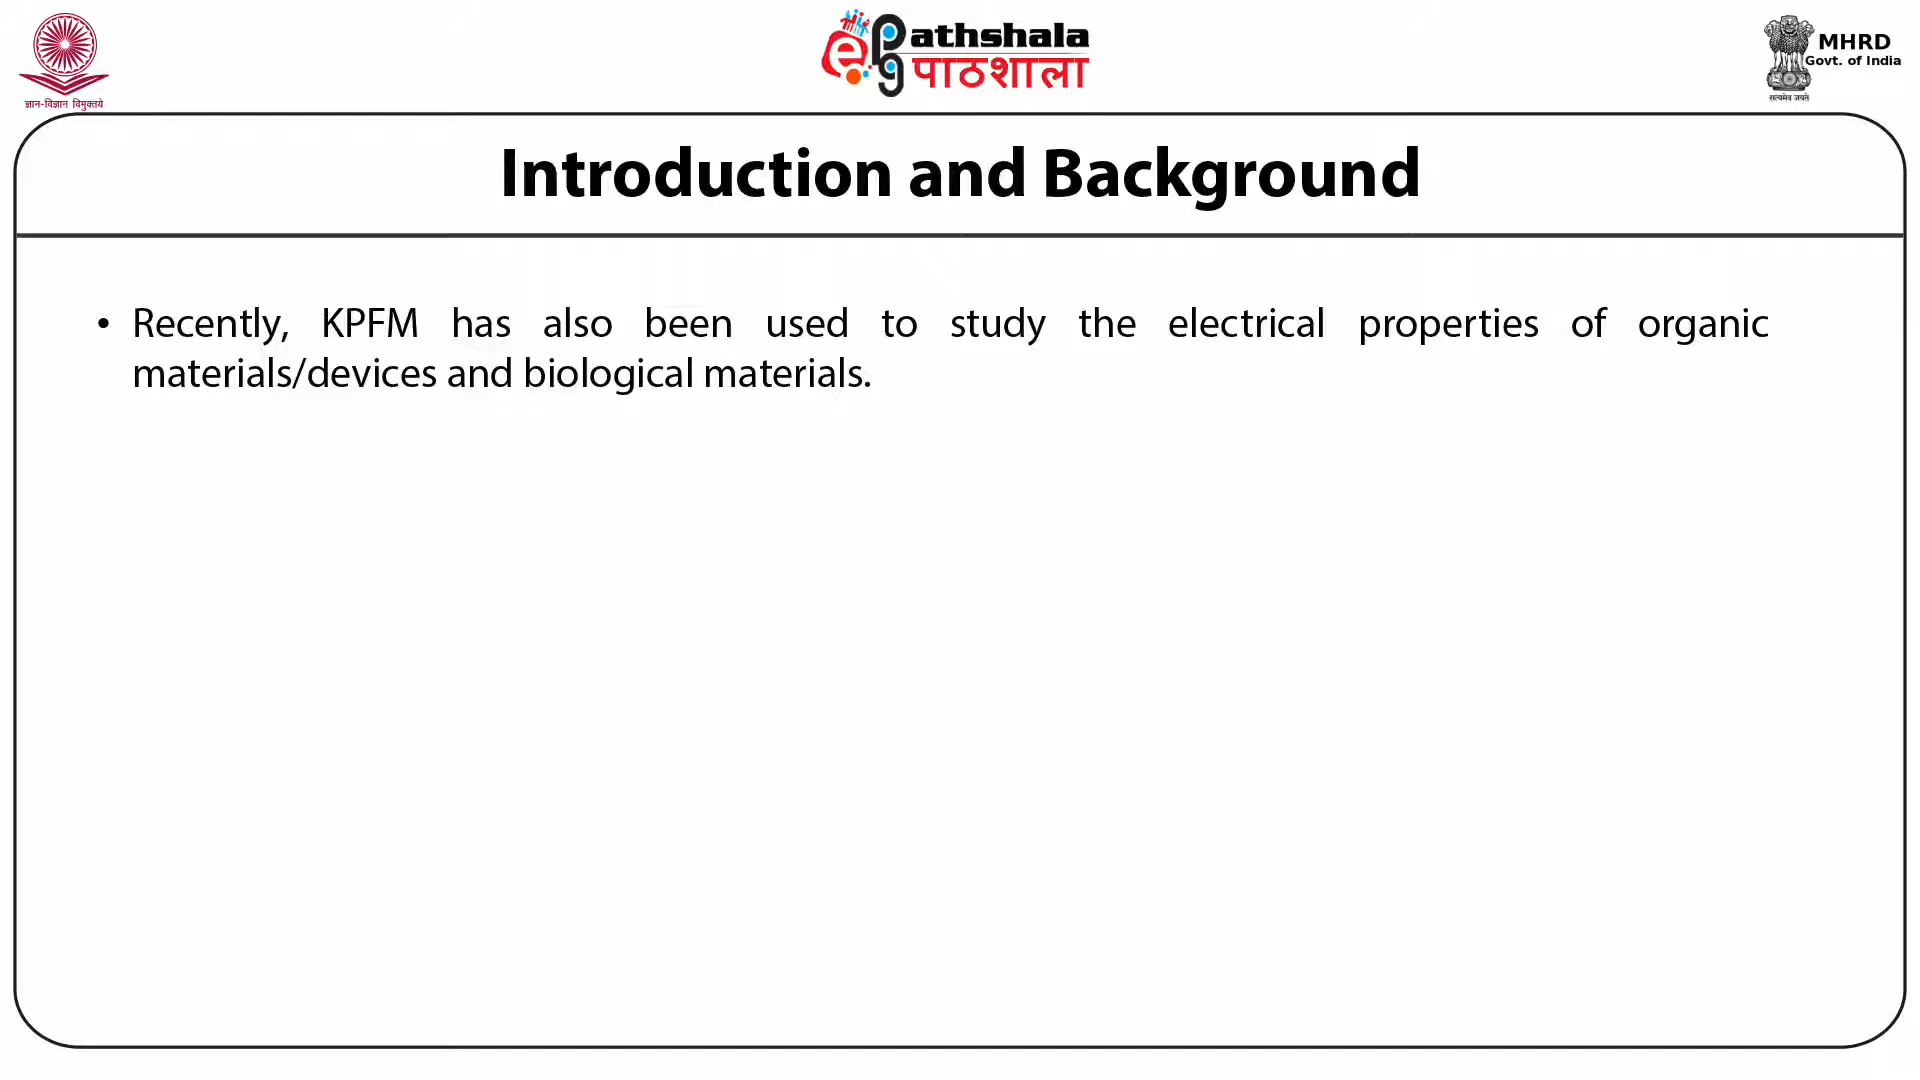 ज्ञान-विज्ञान विमुक्तये
e PG athshala
पाठशाला
MHRD
Govt. of India
सत्यमेव जयते
Introduction and Background
• Recently, KPFM has also been used to study the electrical properties of organic
materials/devices and biological materials.